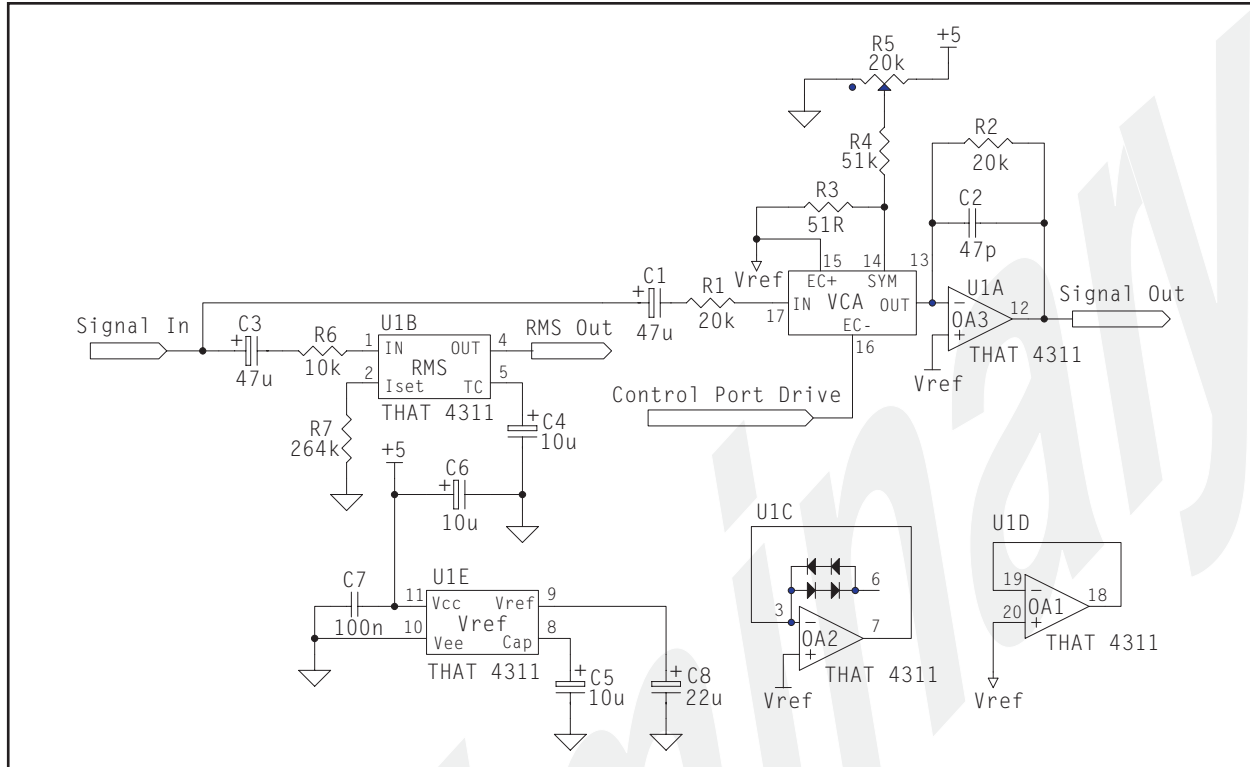 R5
20k
+5
R4
51k
R2
20k
R3
51R
C2
47p
Vref
15
14
13
EC+
SYM
IN
VCA
OUT
EC-
17
16
C1
+
47u
R1
20k
U1A
−
OA3
+
12
Signal Out
THAT 4311
Vref
Signal In
C3
+
47u
R6
10k
U1B
1
IN
OUT
4
RMS
2
Iset
TC
5
THAT 4311
RMS Out
Control Port Drive
R7
264k
+
C4
10u
+5
C6
+
10u
C7
100n
U1E
11
Vcc
Vref
9
Vref
10
Vee
Cap
8
THAT 4311
+
C5
10u
+
C8
22u
U1C
6
3
−
OA2
+
7
THAT 4311
Vref
U1D
19
−
20
+
OA1
18
THAT 4311
Vref
minary